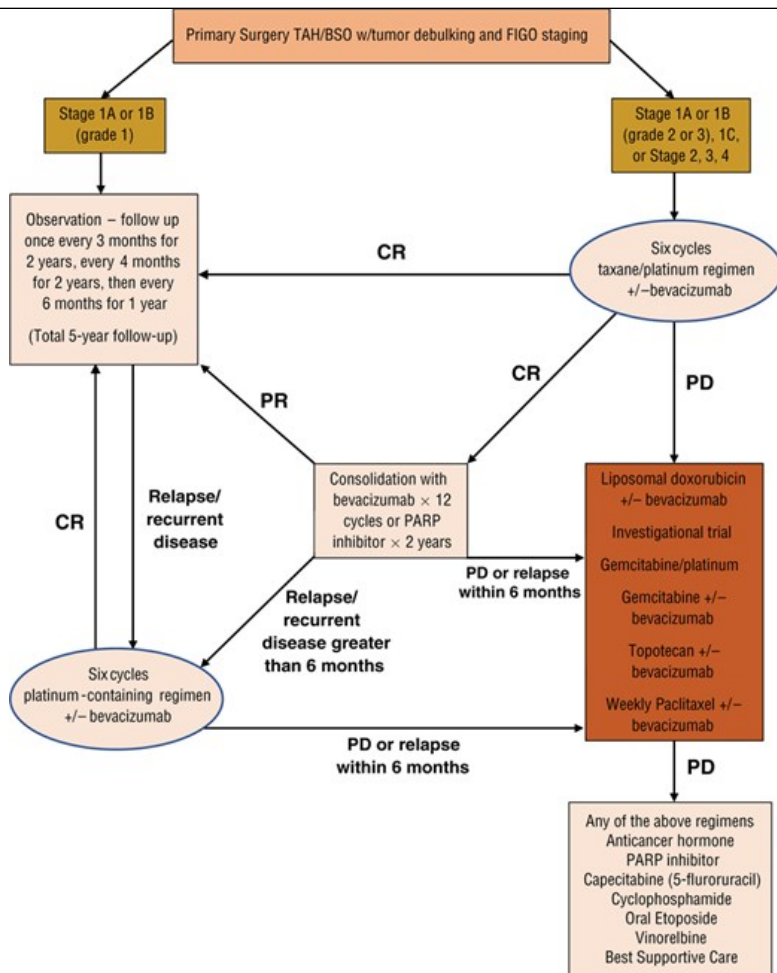 Primary Surgery TAH/BSO w/tumor debulking and FIGO staging
Stage 1A or 1B
(grade 1)
Stage 1A or 1B
(grade 2 or 3), 1C,
or Stage 2, 3, 4
Observation – follow up
once every 3 months for
2 years, every 4 months
for 2 years, then every
6 months for 1 year
(Total 5-year follow-up)
CR
Six cycles
taxane/platinum regimen
+/–bevacizumab
CR
PD
PR
Consolidation with
bevacizumab × 12
cycles or PARP
inhibitor × 2 years
Liposomal doxorubicin
+/– bevacizumab
Investigational trial
Gemcitabine/platinum
Gemcitabine +/–
bevacizumab
Topotecan +/–
bevacizumab
Weekly Paclitaxel +/–
bevacizumab
CR
Relapse/
recurrent
disease
PD or relapse
within 6 months
Relapse/
recurrent
disease greater
than 6 months
Six cycles
platinum-containing regimen
+/– bevacizumab
PD or relapse
within 6 months
PD
Any of the above regimens
Anticancer hormone
PARP inhibitor
Capecitabine (5-fluroruracil)
Cyclophosphamide
Oral Etoposide
Vinorelbine
Best Supportive Care